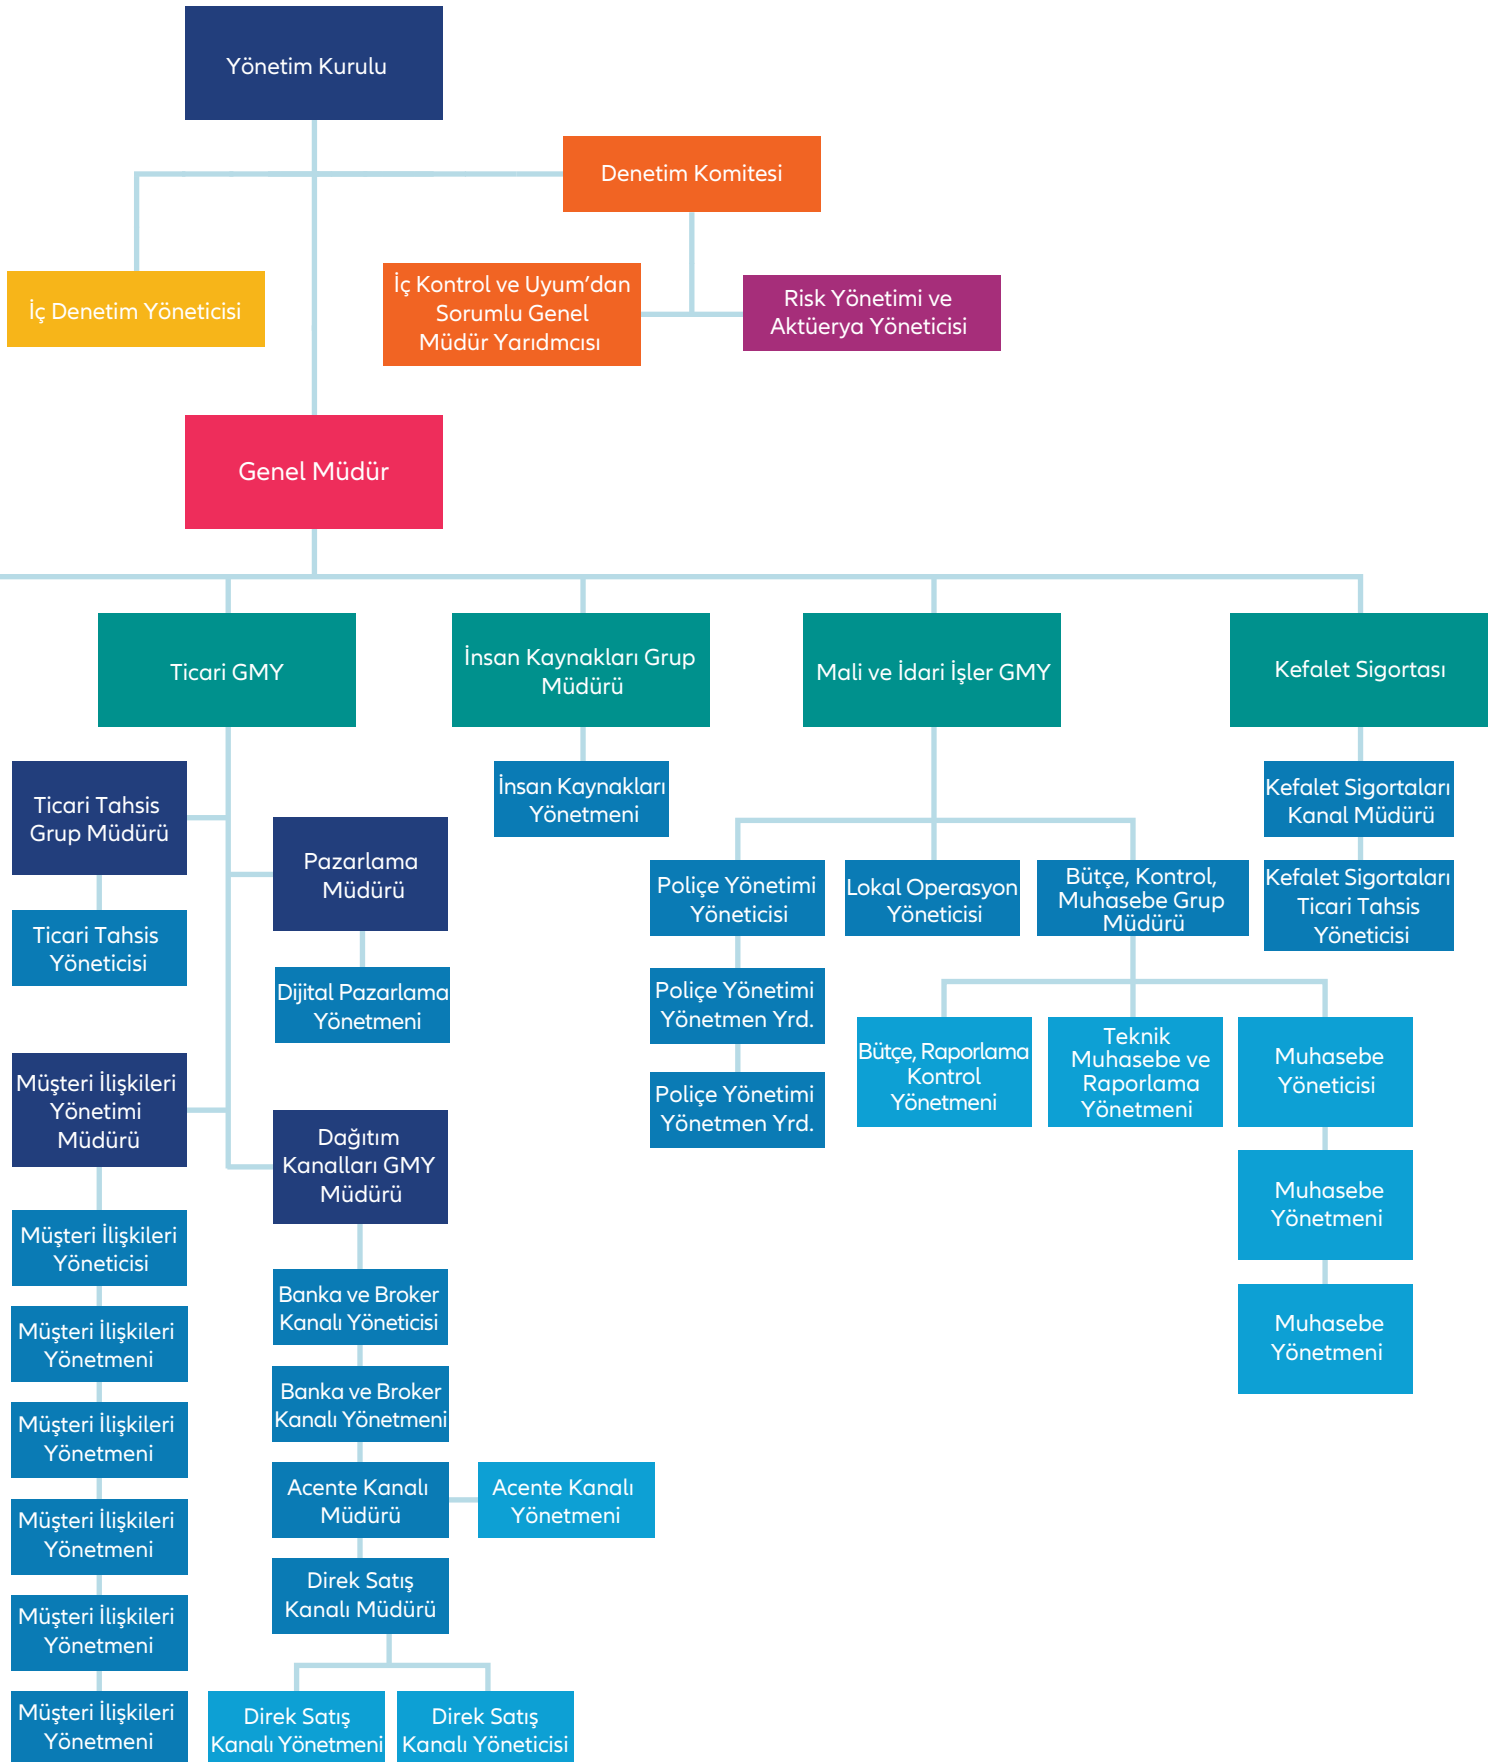 Yönetim Kurulu
Denetim Komitesi
İç Denetim Yöneticisi
İç Kontrol ve Uyum’dan
Sorumlu Genel
Müdür Yarıdmcısı
Risk Yönetimi ve
Aktüerya Yöneticisi
Genel Müdür
Ticari GMY
İnsan Kaynakları Grup
Müdürü
Mali ve İdari İşler GMY
Kefalet Sigortası
Ticari Tahsis
Grup Müdürü
Ticari Tahsis
Yöneticisi
Müşteri İlişkileri
Yönetimi
Müdürü
Müşteri İlişkileri
Yöneticisi
Müşteri İlişkileri
Yönetmeni
Müşteri İlişkileri
Yönetmeni
Müşteri İlişkileri
Yönetmeni
Müşteri İlişkileri
Yönetmeni
Müşteri İlişkileri
Yönetmeni
Pazarlama
Müdürü
Dijital Pazarlama
Yönetmeni
Dağıtım
Kanalları GMY
Müdürü
Banka ve Broker
Kanalı Yöneticisi
Banka ve Broker
Kanalı Yönetmeni
Acente Kanalı
Müdürü
Acente Kanalı
Yönetmeni
Direk Satış
Kanalı Müdürü
Direk Satış
Kanalı Yönetmeni
Direk Satış
Kanalı Yöneticisi
İnsan Kaynakları
Yönetmeni
Poliçe Yönetimi
Yöneticisi
Poliçe Yönetimi
Yönetmen Yrd.
Poliçe Yönetimi
Yönetmen Yrd.
Lokal Operasyon
Yöneticisi
Bütçe, Kontrol,
Muhasebe Grup
Müdürü
Bütçe, Raporlama
Kontrol
Yönetmeni
Teknik
Muhasebe ve
Raporlama
Yönetmeni
Muhasebe
Yöneticisi
Muhasebe
Yönetmeni
Muhasebe
Yönetmeni
Kefalet Sigortaları
Kanal Müdürü
Kefalet Sigortaları
Ticari Tahsis
Yöneticisi